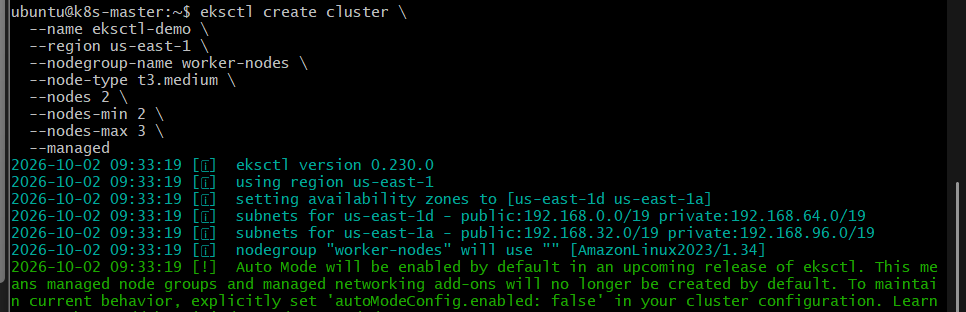 ubuntu@k8s-master:~$ eksctl create cluster \
  --name eksctl-demo \
  --region us-east-1 \
  --nodegroup-name worker-nodes \
  --node-type t3.medium \
  --nodes 2 \
  --nodes-min 2 \
  --nodes-max 3 \
  --managed
2026-10-02 09:33:19 [ℹ]  eksctl version 0.230.0
2026-10-02 09:33:19 [ℹ]  using region us-east-1
2026-10-02 09:33:19 [ℹ]  setting availability zones to [us-east-1d us-east-1a]
2026-10-02 09:33:19 [ℹ]  subnets for us-east-1d - public:192.168.0.0/19 private:192.168.64.0/19
2026-10-02 09:33:19 [ℹ]  subnets for us-east-1a - public:192.168.32.0/19 private:192.168.96.0/19
2026-10-02 09:33:19 [ℹ]  nodegroup "worker-nodes" will use "" [AmazonLinux2023/1.34]
2026-10-02 09:33:19 [!]  Auto Mode will be enabled by default in an upcoming release of eksctl. This me
ans managed node groups and managed networking add-ons will no longer be created by default. To maintai
n current behavior, explicitly set 'autoModeConfig.enabled: false' in your cluster configuration. Learn